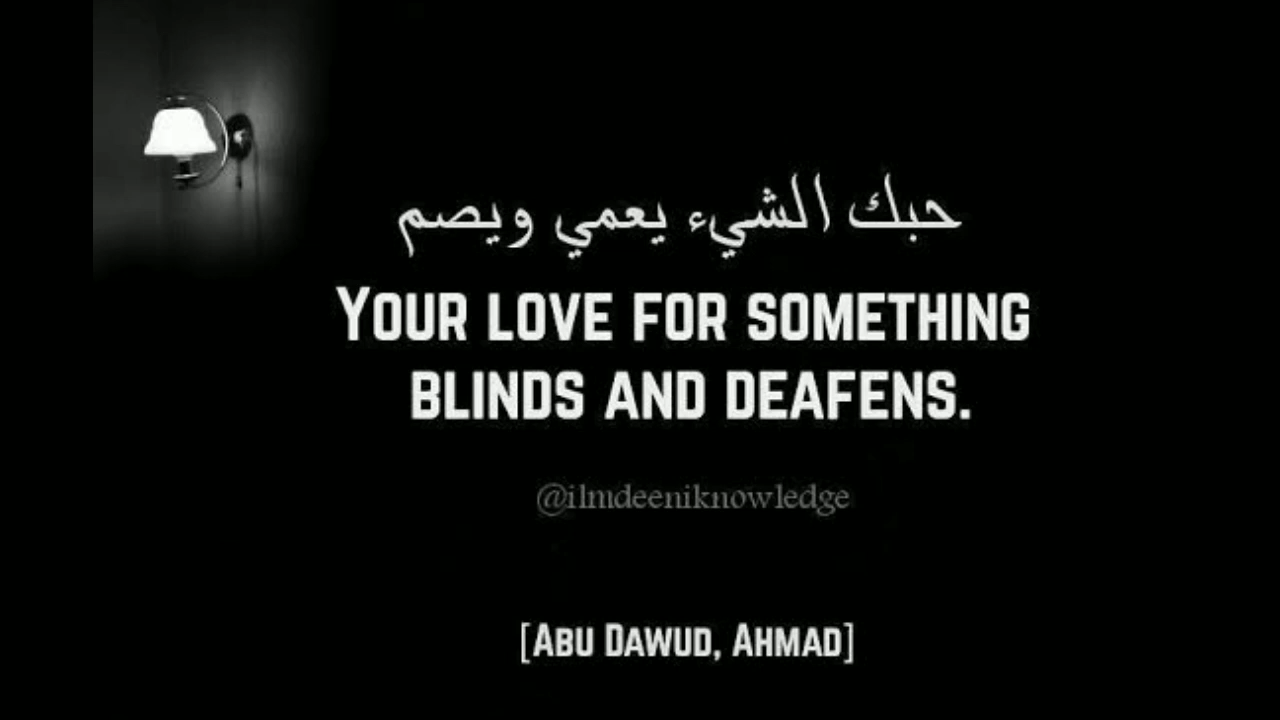 حبك الشيء يعمي ويصم
YOUR LOVE FOR SOMETHING
BLINDS AND DEAFENS.
@ilmdeeniknowledge
[ABU DAWUD, AHMAD]